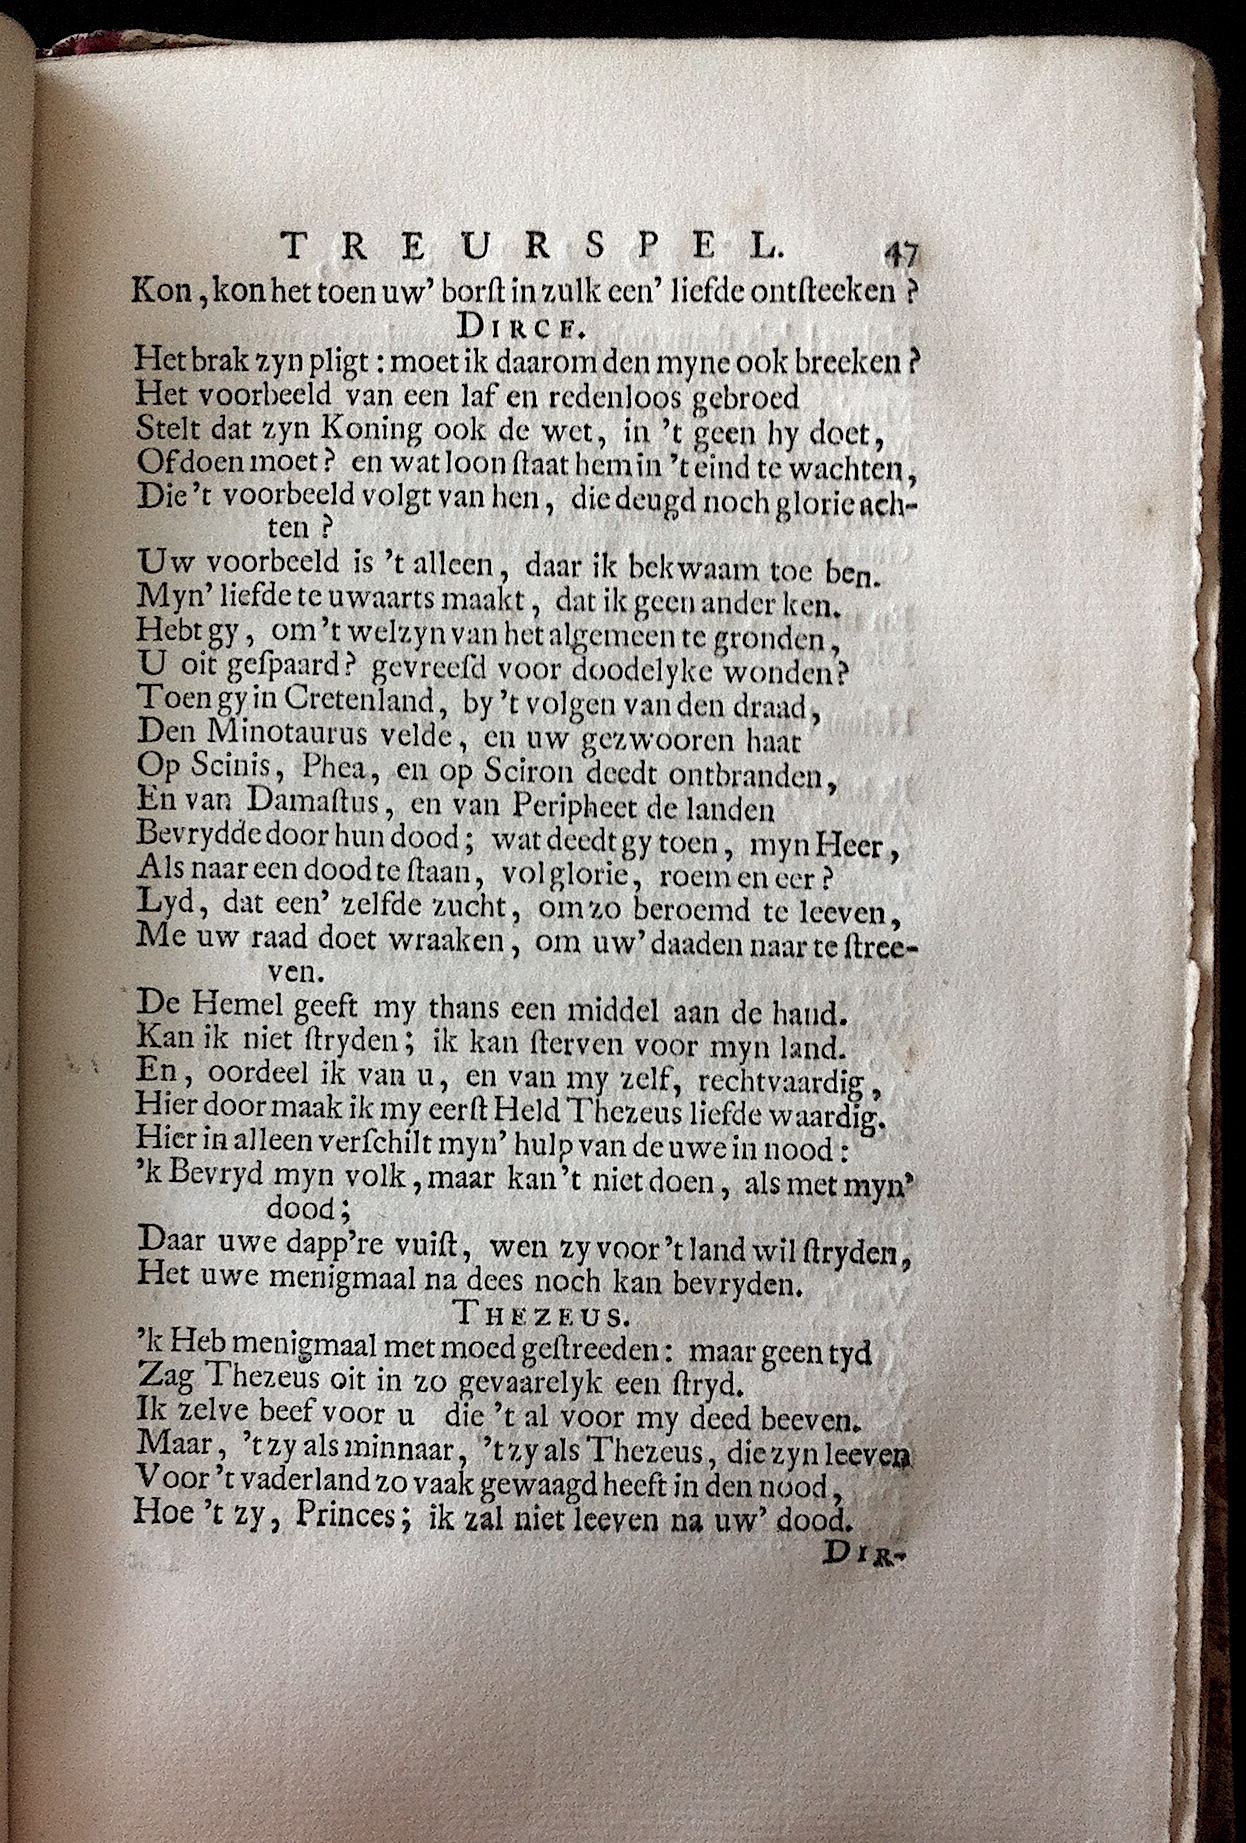 TREURSPEL. 47
Kon, kon het toen uw' borſt in zulk een' liefde ontſteeken?
DIRCE.
Het brak zyn pligt: moet ik daarom den myne ook breeken?
Het voorbeeld van een laf en redenloos gebroed
Stelt dat zyn Koning ook de wet, in 't geen hy doet,
Of doen moet? en wat loon ſtaat hem in 't eind te wachten,
Die 't voorbeeld volgt van hen, die deugd noch glorie ach-
ten?
Uw voorbeeld is 't alleen, daar ik bekwaam toe ben.
Myn' liefde te uwaarts maakt, dat ik geen ander ken.
Hebt gy, om 't welzyn van het algemeen te gronden,
U oit geſpaard? gevreeſd voor doodelyke wonden?
Toen gy in Cretenland, by 't volgen van den draad,
Den Minotaurus velde, en uw gezwooren haat
Op Scinis, Phea, en op Sciron deedt ontbranden,
En van Damaſtus, en van Peripheet de landen
Bevrydde door hun dood; wat deedt gy toen, myn Heer,
Als naar een dood te ſtaan, vol glorie, roem en eer?
Lyd, dat een' zelfde zucht, om zo beroemd te leeven,
Me uw raad doet wraaken, om uw' daaden naar te ſtree-
ven.
De Hemel geeft my thans een middel aan de hand.
Kan ik niet ſtryden; ik kan ſterven voor myn land.
En, oordeel ik van u, en van my zelf, rechtvaardig,
Hier door maak ik my eerſt Held Thezeus liefde waardig.
Hier in alleen verſchilt myn' hulp van de uwe in nood:
'k Bevryd myn volk, maar kan 't niet doen, als met myn'
dood;
Daar uwe dapp're vuiſt, wen zy voor 't land wil ſtryden,
Het uwe menigmaal na dees noch kan bevryden.
THEZEUS.
'k Heb menigmaal met moed geſtreeden: maar geen tyd
Zag Thezeus oit in zo gevaarelyk een ſtryd.
Ik zelve beef voor u die 't al voor my deed beeven.
Maar, 't zy als minnaar, 't zy als Thezeus, die zyn leeven
Voor 't vaderland zo vaak gewaagd heeft in den nood,
Hoe 't zy, Princes; ik zal niet leeven na uw' dood.
DIR-